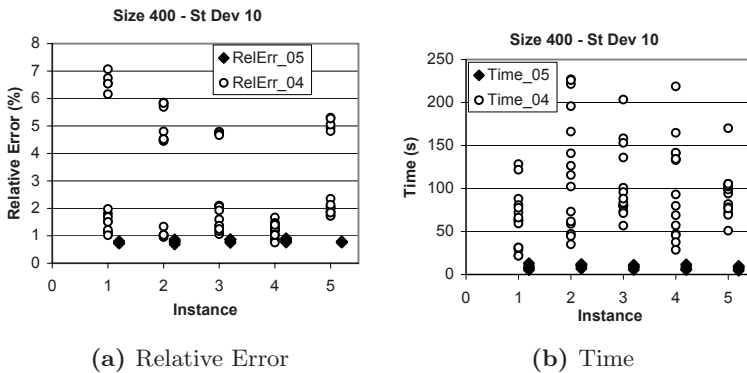 Size 400 - St Dev 10
8
7
6
5
4
3
2
1
0
Relative Error (%)
RelErr_05
RelErr_04
0 1 2 3 4 5
Instance
(a) Relative Error
Size 400 - St Dev 10
250
200
150
100
50
0
Time (s)
Time_05
Time_04
0 1 2 3 4 5
Instance
(b) Time